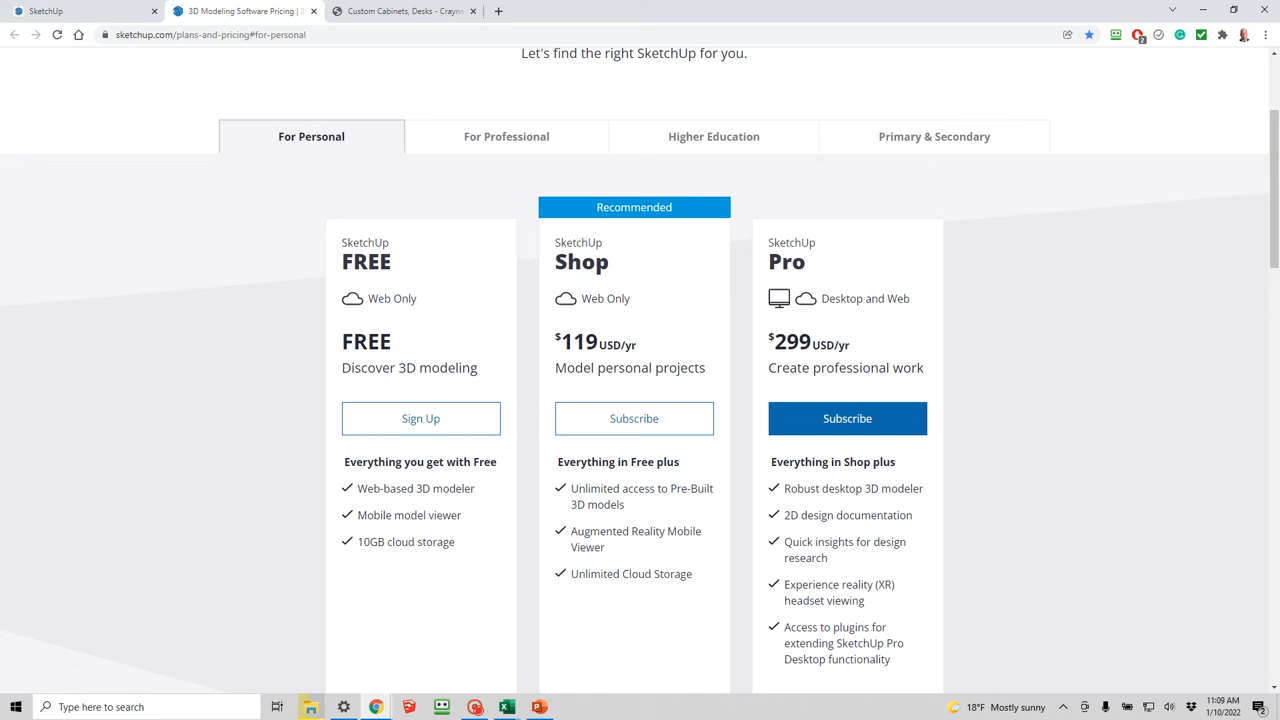 SketchUp
3D Modeling Software Pricing | 3
Custom Cabinets, Desks - Crayne
sketchup.com/plans-and-pricing#for-personal
2
Let's find the right SketchUp for you.
For Personal
For Professional
Higher Education
Primary & Secondary
Recommended
SketchUp
FREE
Web Only
FREE
Discover 3D modeling
Sign Up
Everything you get with Free
Web-based 3D modeler
Mobile model viewer
10GB cloud storage
SketchUp
Shop
Web Only
$119 USD/yr
Model personal projects
Subscribe
Everything in Free plus
Unlimited access to Pre-Built
3D models
Augmented Reality Mobile
Viewer
Unlimited Cloud Storage
SketchUp
Pro
Desktop and Web
$299 USD/yr
Create professional work
Subscribe
Everything in Shop plus
Robust desktop 3D modeler
2D design documentation
Quick insights for design
research
Experience reality (XR)
headset viewing
Access to plugins for
extending SketchUp Pro
Desktop functionality
Type here to search
18°F Mostly sunny
11:09 AM
1/10/2022
2